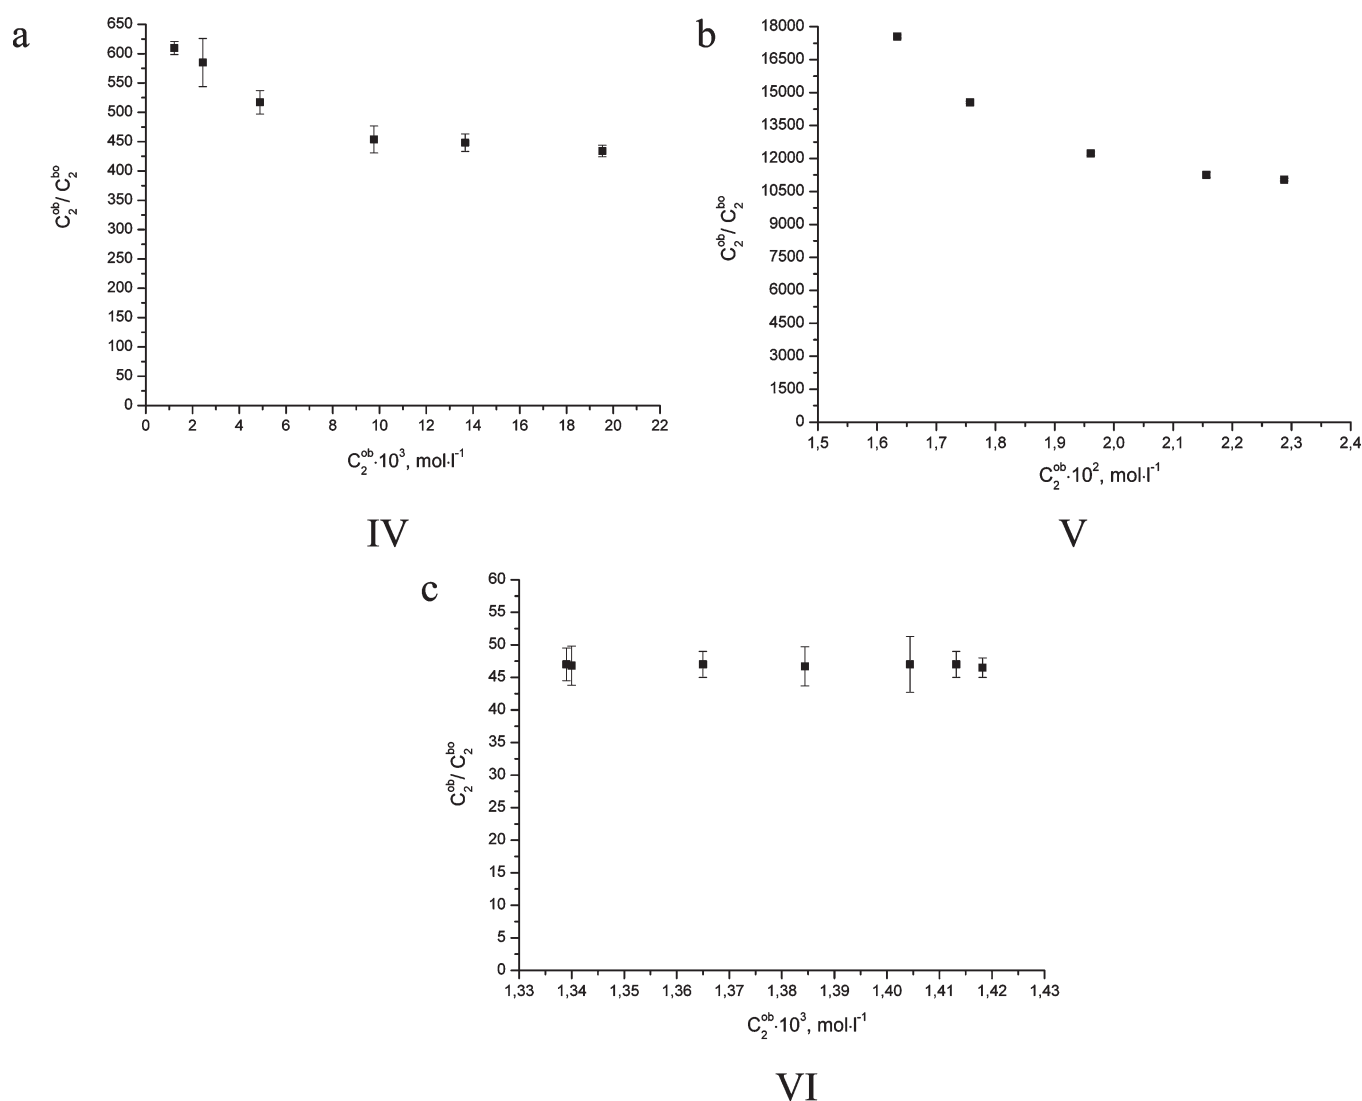 a
650
600
550
500
450
400
350
300
250
200
150
100
50
0
C₂ᵒᵇ/ C₂ᵇᵒ
0 2 4 6 8 10 12 14 16 18 20 22
C₂ᵒᵇ·10³, mol·l⁻¹
IV
b
18000
16500
15000
13500
12000
10500
9000
7500
6000
4500
3000
1500
0
C₂ᵒᵇ/ C₂ᵇᵒ
1,5 1,6 1,7 1,8 1,9 2,0 2,1 2,2 2,3 2,4
C₂ᵒᵇ·10², mol·l⁻¹
V
c
60
55
50
45
40
35
30
25
20
15
10
5
0
C₂ᵒᵇ/ C₂ᵇᵒ
1,33 1,34 1,35 1,36 1,37 1,38 1,39 1,40 1,41 1,42 1,43
C₂ᵒᵇ·10³, mol·l⁻¹
VI